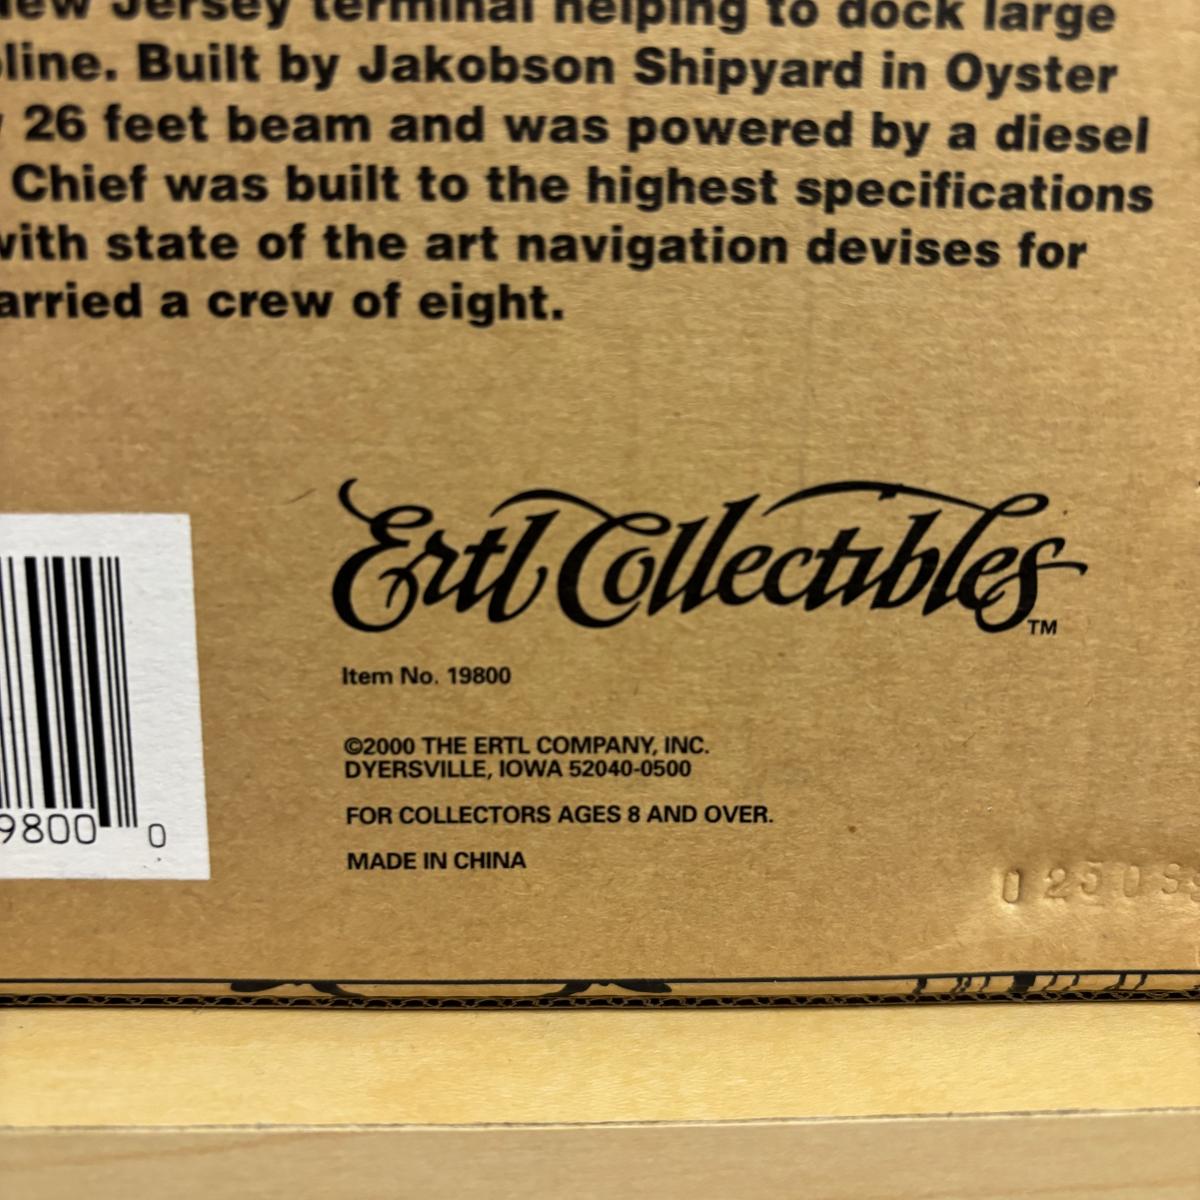 New Jersey terminal helping to dock large
line. Built by Jakobson Shipyard in Oyster
26 feet beam and was powered by a diesel
Chief was built to the highest specifications
with state of the art navigation devises for
arried a crew of eight.
Ertl Collectibles
TM
Item No. 19800
©2000 THE ERTL COMPANY, INC.
DYERSVILLE, IOWA 52040-0500
FOR COLLECTORS AGES 8 AND OVER.
MADE IN CHINA
9800 0